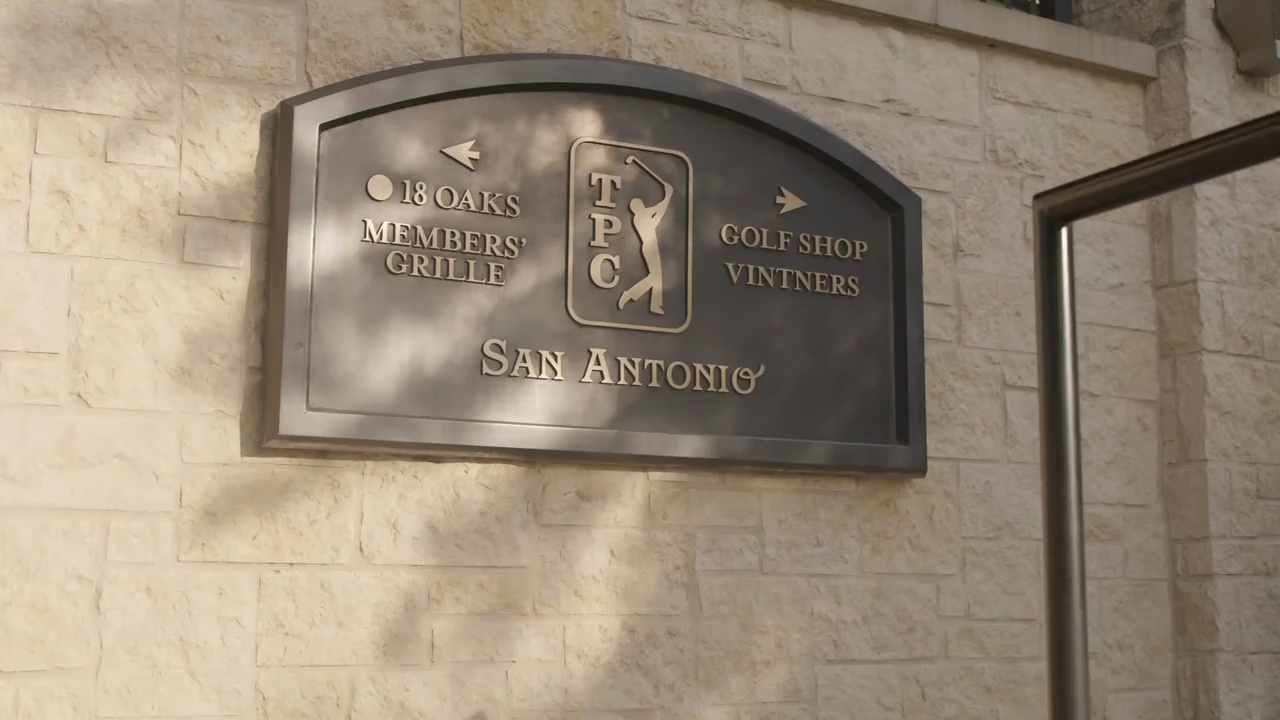 18 OAKS
MEMBERS'
GRILLE
TPC
GOLF SHOP
VINTNERS
SAN ANTONIO